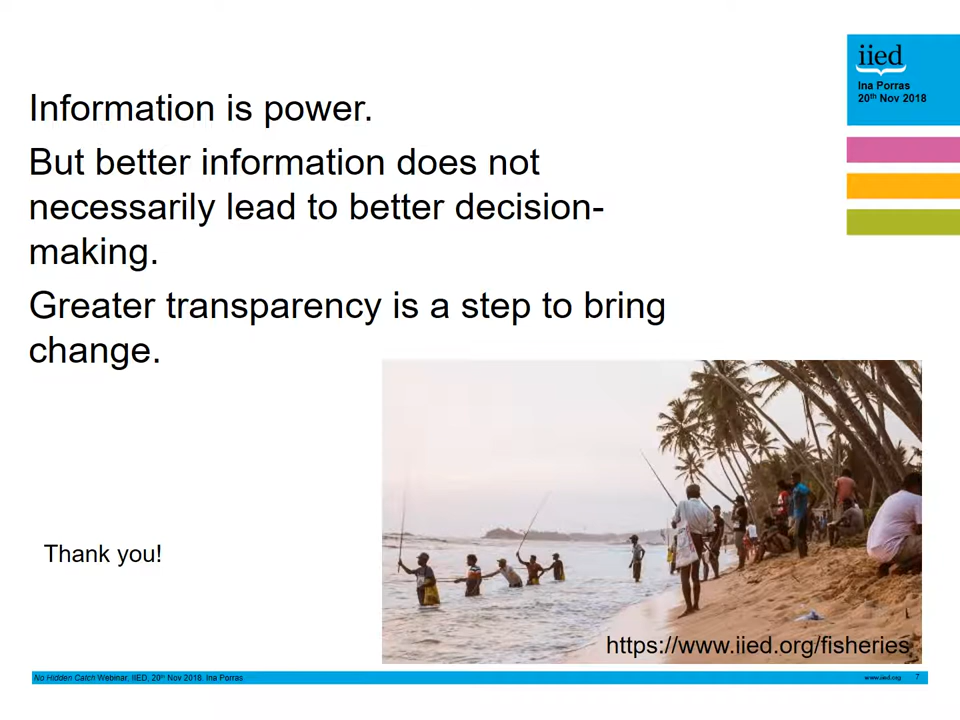 iied
Ina Porras
20th Nov 2018
Information is power.
But better information does not
necessarily lead to better decision-
making.
Greater transparency is a step to bring
change.
Thank you!
https://www.iied.org/fisheries
No Hidden Catch Webinar, IIED, 20th Nov 2018. Ina Porras
www.iied.org 7